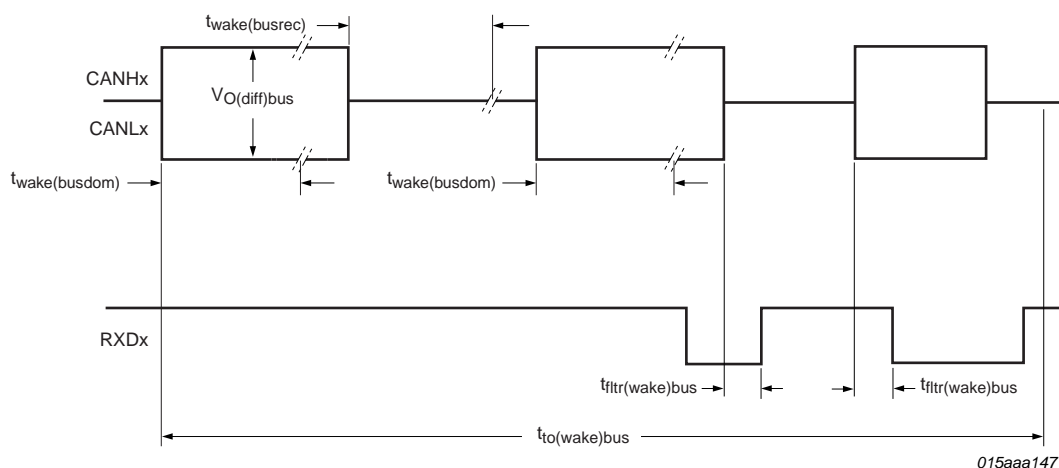 twake(busrec)
CANHx
VO(diff)bus
CANLx
twake(busdom)
twake(busdom)
RXDx
tfltr(wake)bus
tfltr(wake)bus
tto(wake)bus
015aaa147